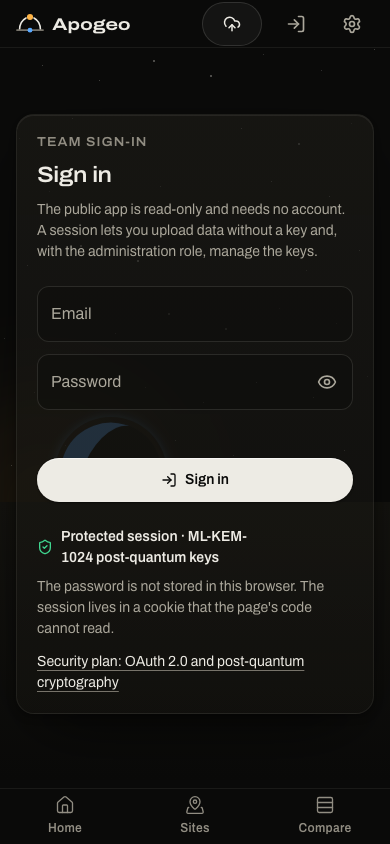 Apogeo
TEAM SIGN-IN
Sign in
The public app is read-only and needs no account.
A session lets you upload data without a key and,
with the administration role, manage the keys.
Email
Password
Sign in
Protected session · ML-KEM-
1024 post-quantum keys
The password is not stored in this browser. The
session lives in a cookie that the page's code
cannot read.
Security plan: OAuth 2.0 and post-quantum
cryptography
Home Sites Compare